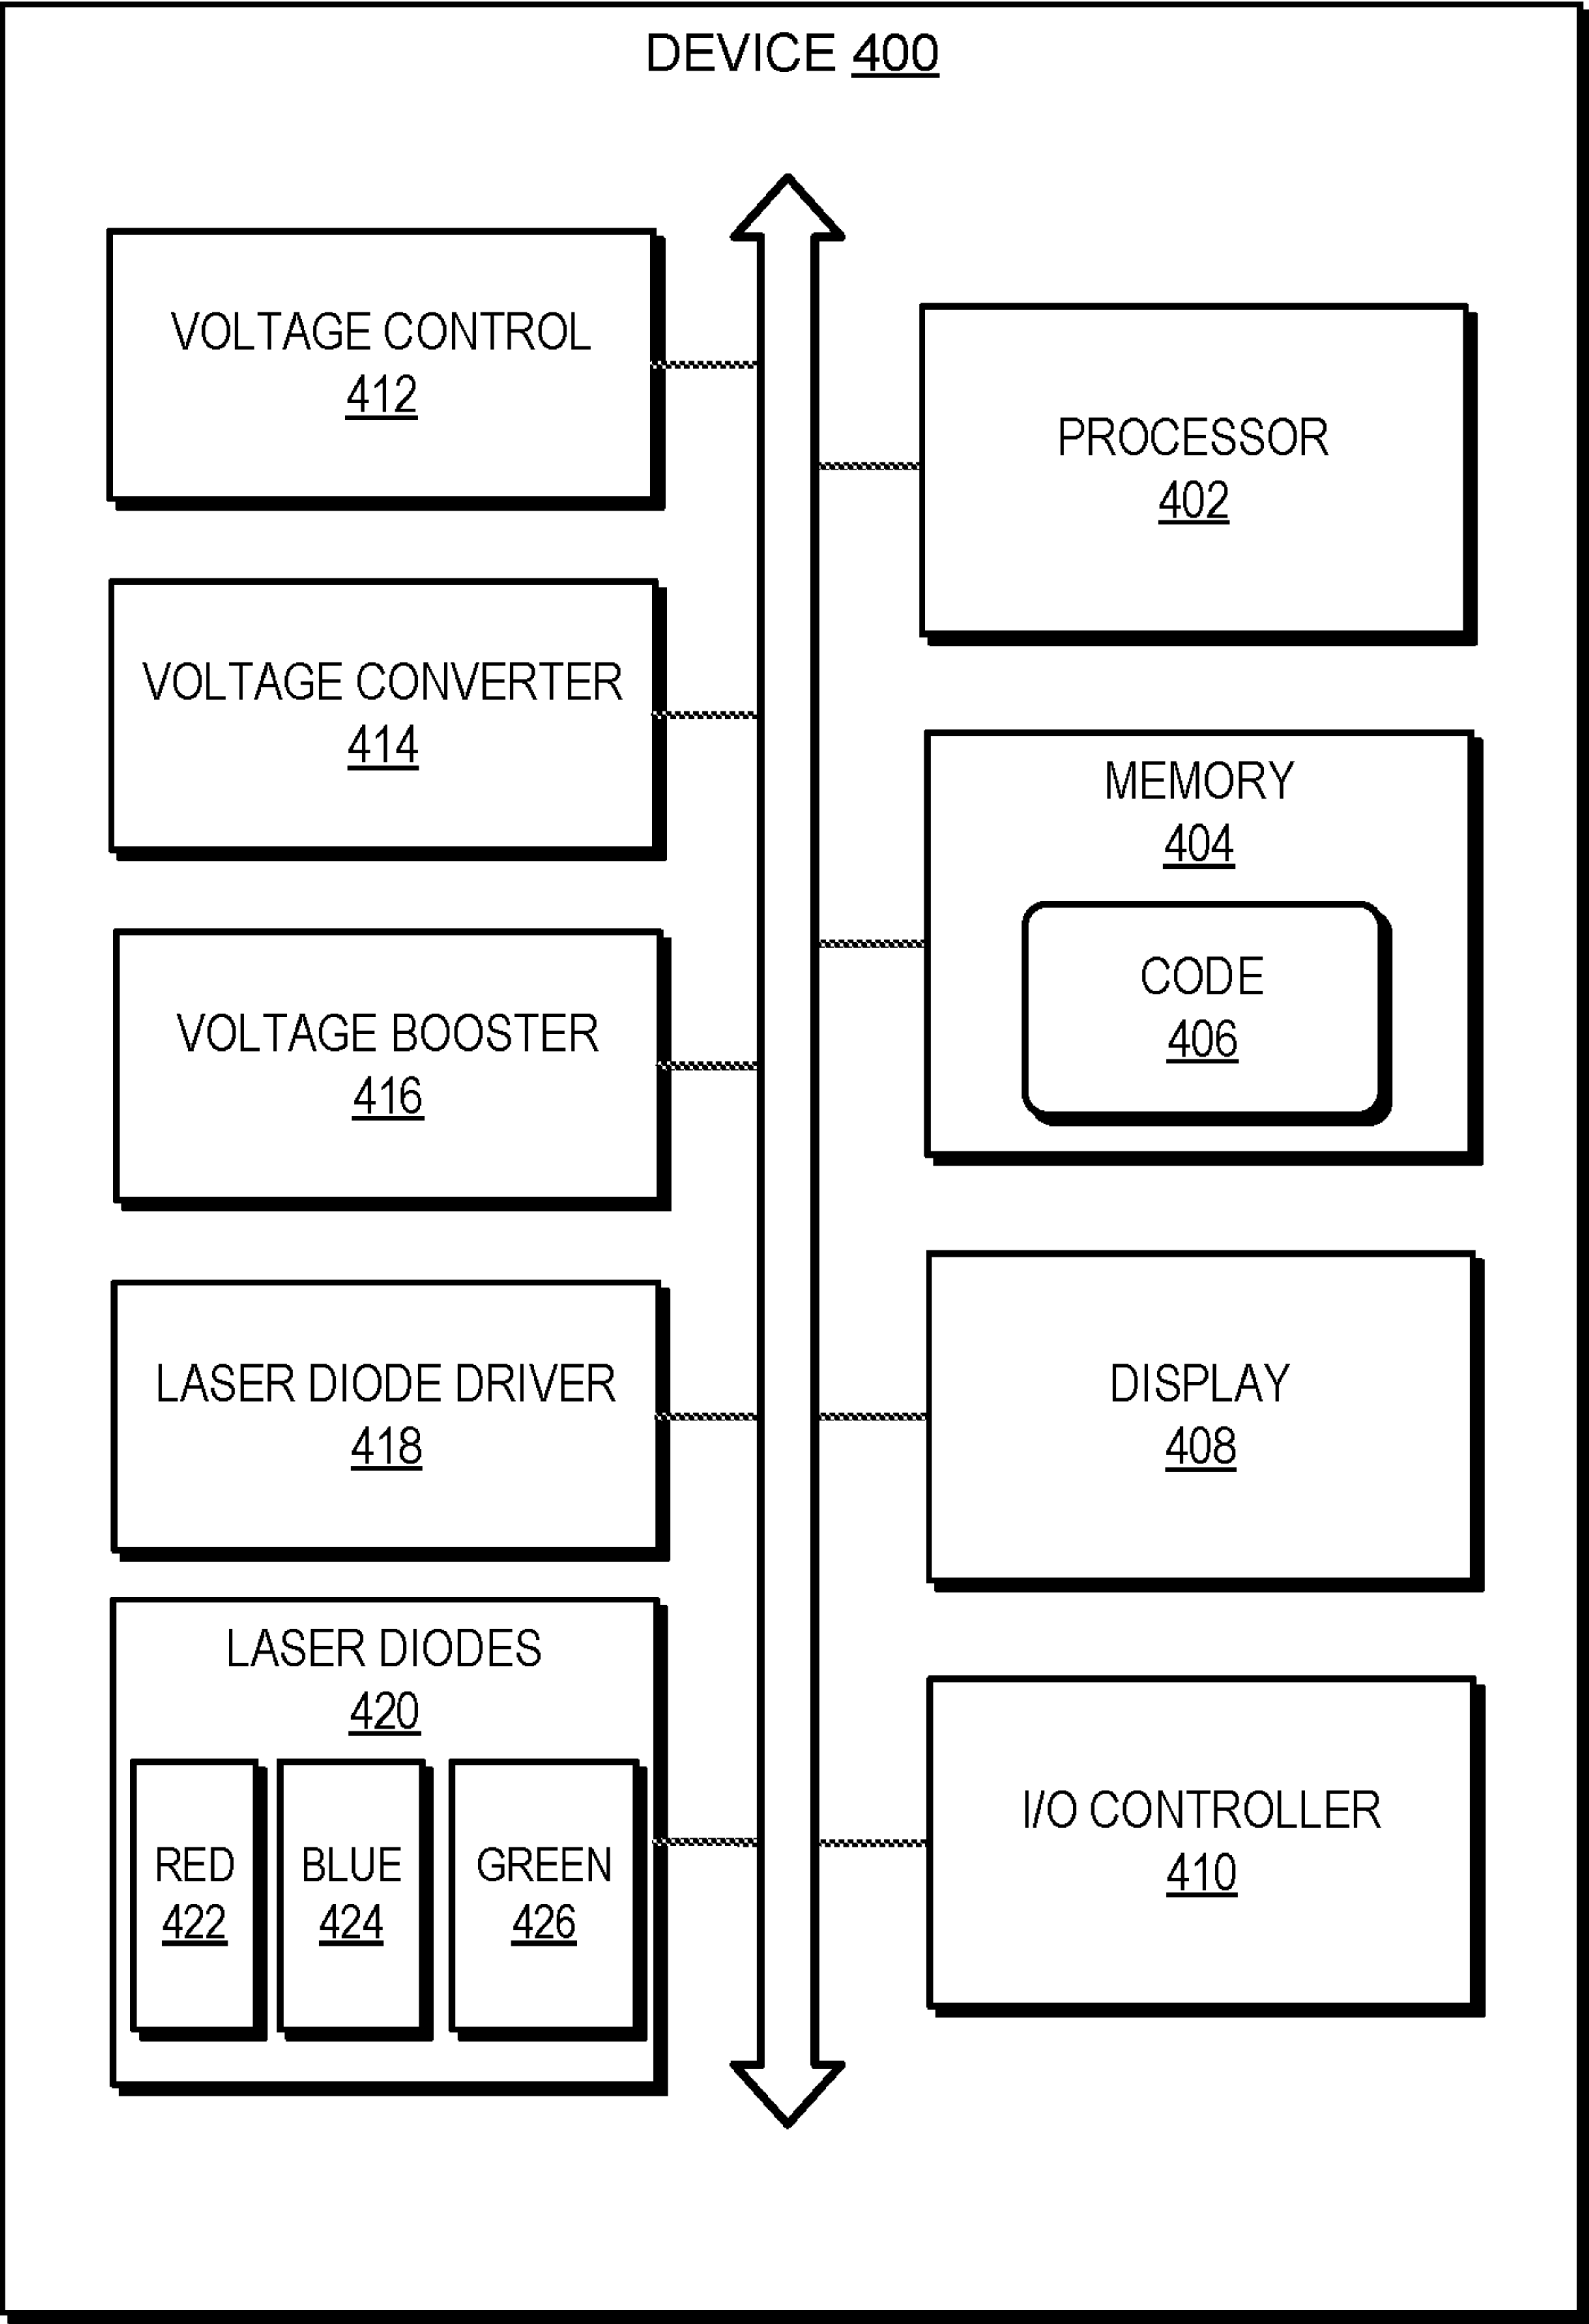 DEVICE 400
VOLTAGE CONTROL
412
VOLTAGE CONVERTER
414
VOLTAGE BOOSTER
416
LASER DIODE DRIVER
418
LASER DIODES
420
RED
422
BLUE
424
GREEN
426
PROCESSOR
402
MEMORY
404
CODE
406
DISPLAY
408
I/O CONTROLLER
410